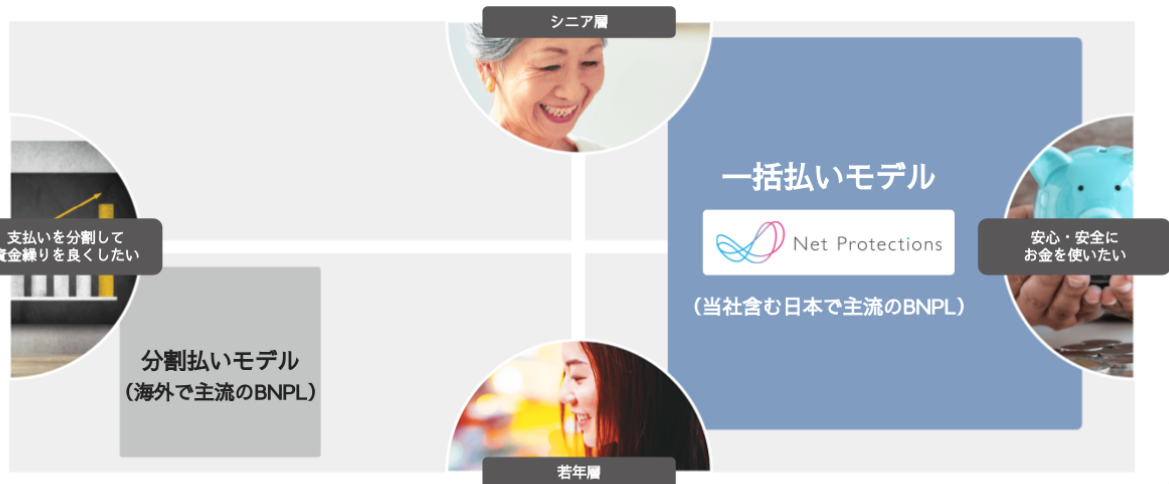 シニア層
一括払いモデル
Net Protections
(当社含む日本で主流のBNPL)
支払いを分割して
資金繰りを良くしたい
安心・安全に
お金を使いたい
分割払いモデル
(海外で主流のBNPL)
若年層